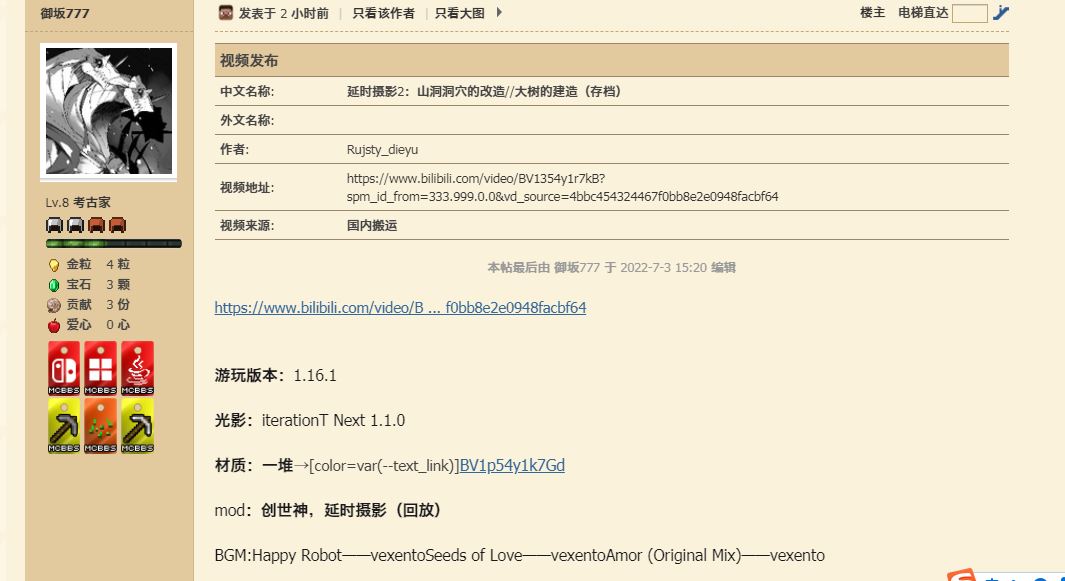 御坂777
发表于 2 小时前 | 只看该作者 | 只看大图
楼主 电梯直达
视频发布
中文名称: 延时摄影2：山洞洞穴的改造//大树的建造（存档）
外文名称:
作者: Rujsty_dieyu
视频地址: https://www.bilibili.com/video/BV1354y1r7kB?
spm_id_from=333.999.0.0&vd_source=4bbc454324467f0bb8e2e0948facbf64
视频来源: 国内搬运
Lv.8 考古家
金粒 4 粒
宝石 3 颗
贡献 3 份
爱心 0 心
MCBBS MCBBS MCBBS
MCBBS MCBBS MCBBS
本帖最后由 御坂777 于 2022-7-3 15:20 编辑
https://www.bilibili.com/video/B ... f0bb8e2e0948facbf64
游玩版本：1.16.1
光影：iterationT Next 1.1.0
材质：一堆→[color=var(--text_link)]BV1p54y1k7Gd
mod：创世神，延时摄影（回放）
BGM:Happy Robot——vexentoSeeds of Love——vexentoAmor (Original Mix)——vexento